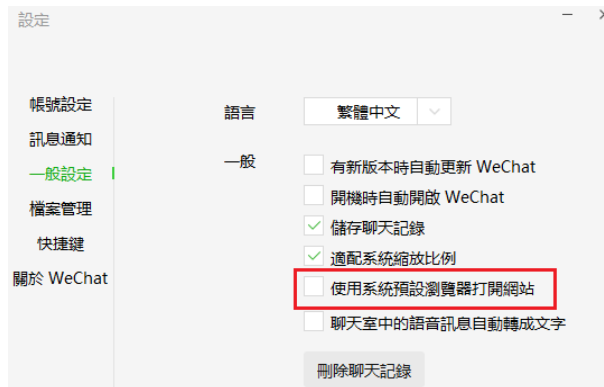 設定
帳號設定
訊息通知
一般設定
檔案管理
快捷鍵
關於 WeChat
語言
繁體中文
一般
有新版本時自動更新 WeChat
開機時自動開啟 WeChat
儲存聊天記錄
適配系統縮放比例
使用系統預設瀏覽器打開網站
聊天室中的語音訊息自動轉成文字
刪除聊天記錄